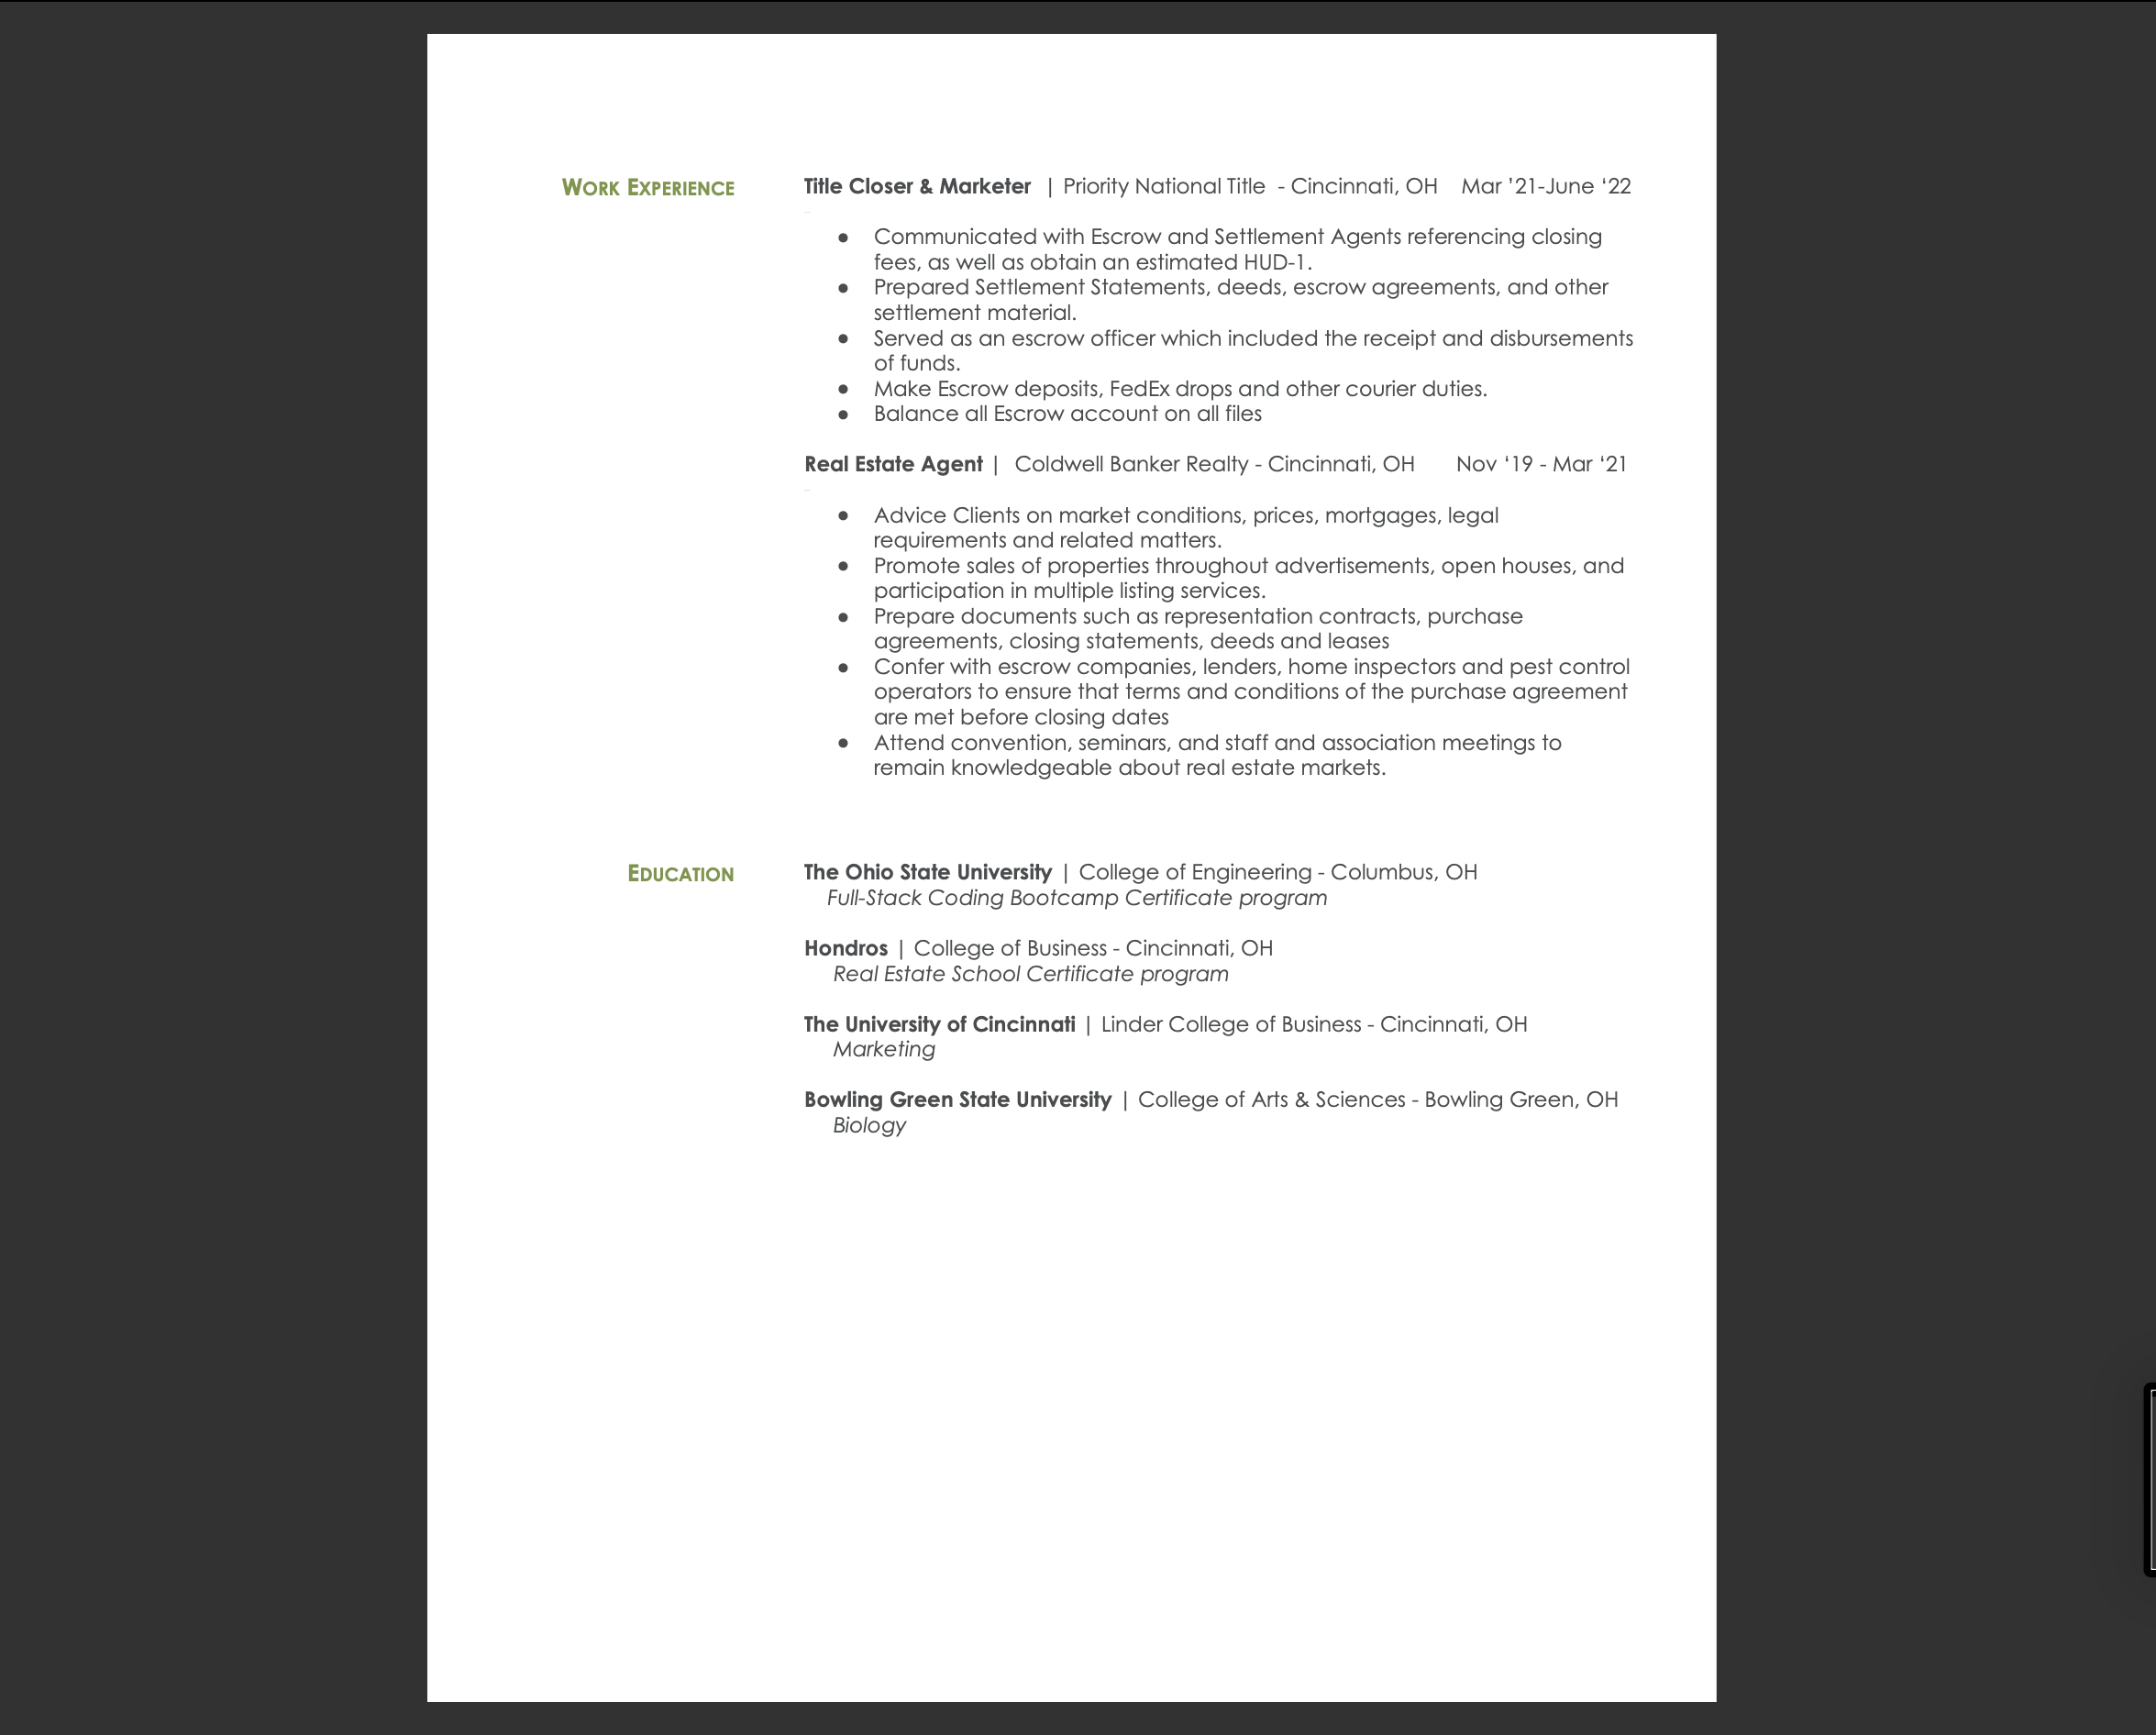 WORK EXPERIENCE
Title Closer & Marketer | Priority National Title - Cincinnati, OH Mar ’21-June ‘22
● Communicated with Escrow and Settlement Agents referencing closing
fees, as well as obtain an estimated HUD-1.
● Prepared Settlement Statements, deeds, escrow agreements, and other
settlement material.
● Served as an escrow officer which included the receipt and disbursements
of funds.
● Make Escrow deposits, FedEx drops and other courier duties.
● Balance all Escrow account on all files
Real Estate Agent | Coldwell Banker Realty - Cincinnati, OH Nov ‘19 - Mar ‘21
● Advice Clients on market conditions, prices, mortgages, legal
requirements and related matters.
● Promote sales of properties throughout advertisements, open houses, and
participation in multiple listing services.
● Prepare documents such as representation contracts, purchase
agreements, closing statements, deeds and leases
● Confer with escrow companies, lenders, home inspectors and pest control
operators to ensure that terms and conditions of the purchase agreement
are met before closing dates
● Attend convention, seminars, and staff and association meetings to
remain knowledgeable about real estate markets.
EDUCATION
The Ohio State University | College of Engineering - Columbus, OH
Full-Stack Coding Bootcamp Certificate program
Hondros | College of Business - Cincinnati, OH
Real Estate School Certificate program
The University of Cincinnati | Linder College of Business - Cincinnati, OH
Marketing
Bowling Green State University | College of Arts & Sciences - Bowling Green, OH
Biology